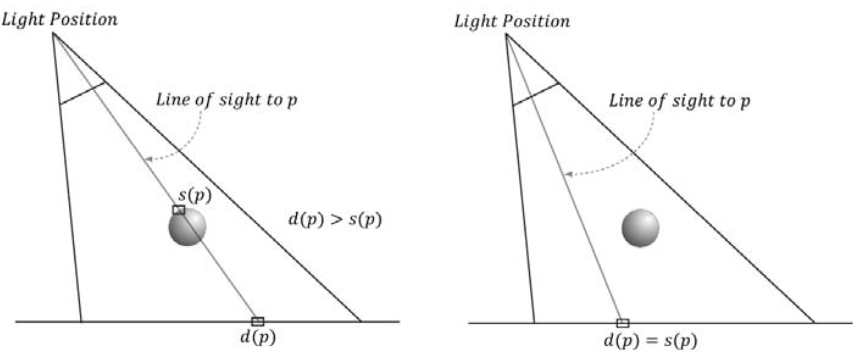 Light Position
Line of sight to p
s(p)
d(p) > s(p)
d(p)
Light Position
Line of sight to p
d(p) = s(p)